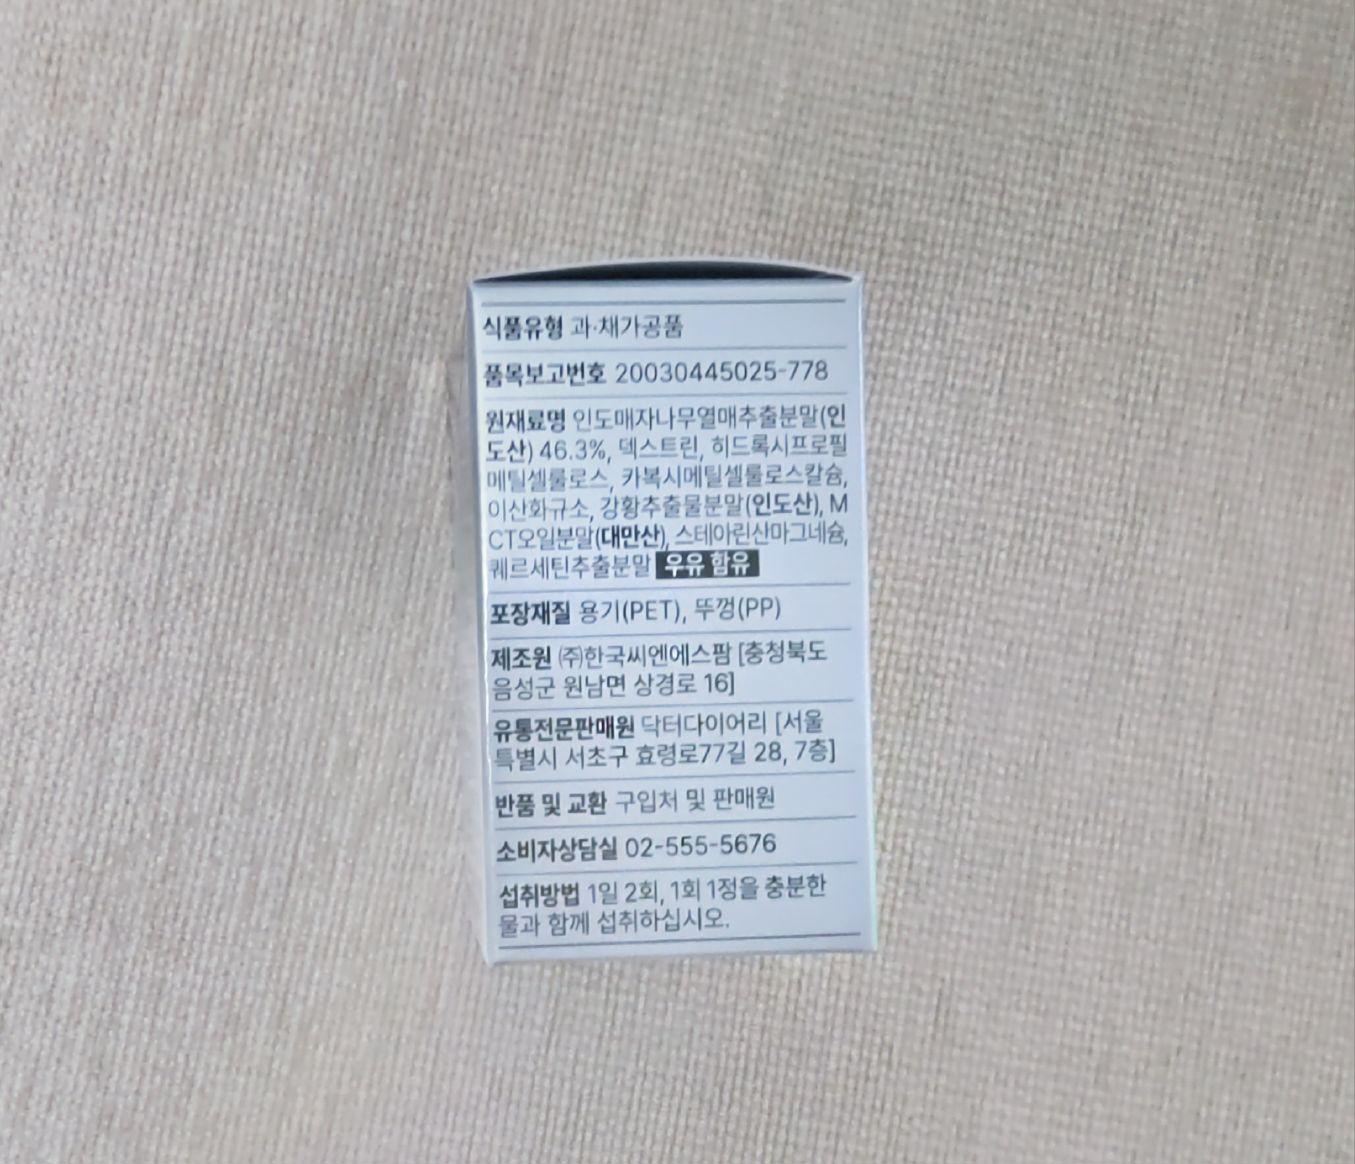 식품유형 과·채가공품
품목보고번호 20030445025-778
원재료명 인도매자나무열매추출분말(인
도산) 46.3%, 덱스트린, 히드록시프로필
메틸셀룰로스, 카복시메틸셀룰로스칼슘,
이산화규소, 강황추출물분말(인도산), M
CT오일분말(대만산), 스테아린산마그네슘,
퀘르세틴추출분말 우유 함유
포장재질 용기(PET), 뚜껑(PP)
제조원 ㈜한국씨엔에스팜 [충청북도
음성군 원남면 상경로 16]
유통전문판매원 닥터다이어리 [서울
특별시 서초구 효령로77길 28, 7층]
반품 및 교환 구입처 및 판매원
소비자상담실 02-555-5676
섭취방법 1일 2회, 1회 1정을 충분한
물과 함께 섭취하십시오.